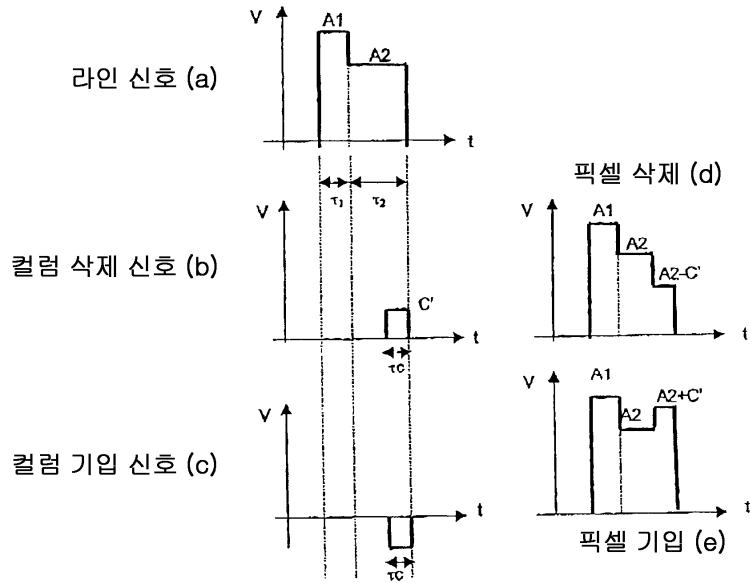 V
A1
A2
라인 신호 (a)
t
τ1
τ2
V
컬럼 삭제 신호 (b)
C'
t
τC
V
컬럼 기입 신호 (c)
t
τC
픽셀 삭제 (d)
V
A1
A2
A2-C'
t
V
A1
A2
A2+C'
t
픽셀 기입 (e)